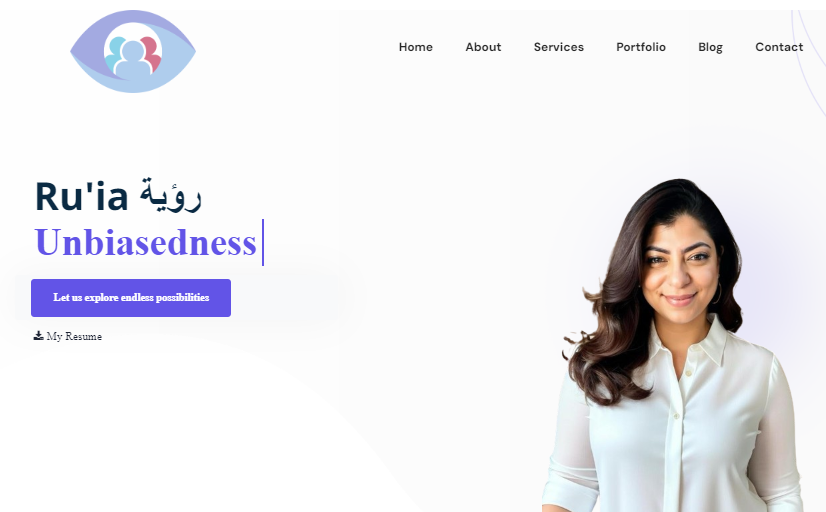 Home About Services Portfolio Blog Contact
Ru'ia رؤية
Unbiasedness
Let us explore endless possibilities
My Resume